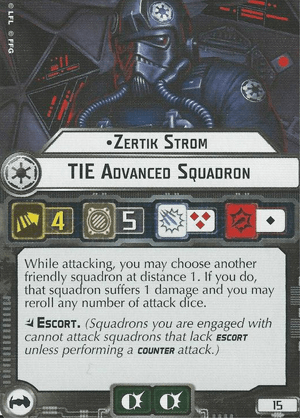 © LFL © FFG
•Zertik Strom
TIE Advanced Squadron
4 5
While attacking, you may choose another
friendly squadron at distance 1. If you do,
that squadron suffers 1 damage and you may
reroll any number of attack dice.
Escort. (Squadrons you are engaged with
cannot attack squadrons that lack escort
unless performing a counter attack.)
15